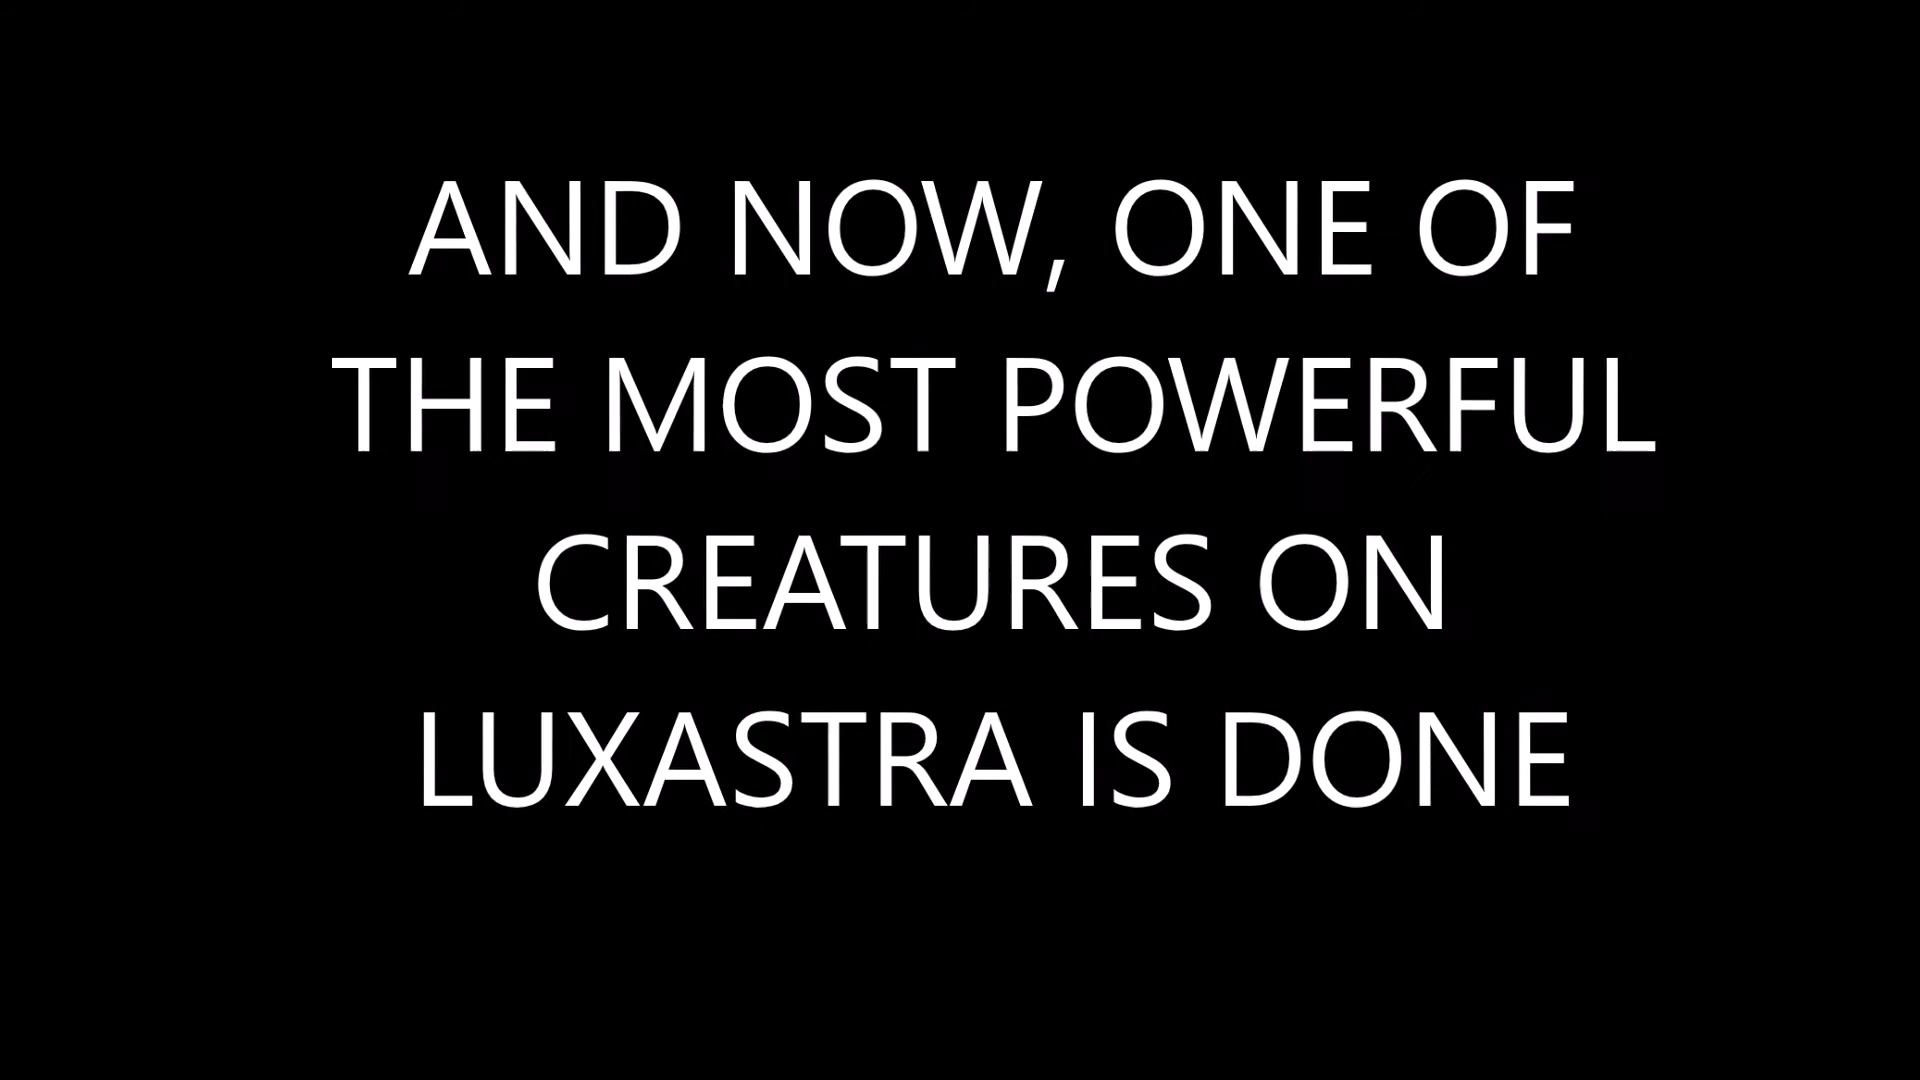 AND NOW, ONE OF
THE MOST POWERFUL
CREATURES ON
LUXASTRA IS DONE